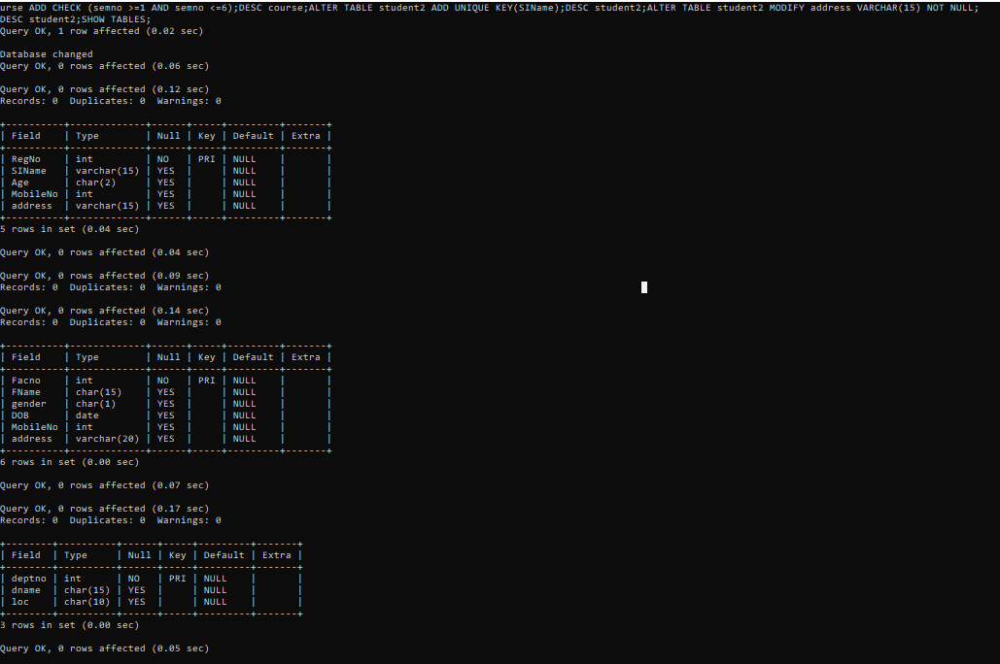 urse ADD CHECK (semno >=1 AND semno <=6);DESC course;ALTER TABLE student2 ADD UNIQUE KEY(SIName);DESC student2;ALTER TABLE student2 MODIFY address VARCHAR(15) NOT NULL;
DESC student2;SHOW TABLES;
Query OK, 1 row affected (0.02 sec)

Database changed
Query OK, 0 rows affected (0.06 sec)

Query OK, 0 rows affected (0.12 sec)
Records: 0  Duplicates: 0  Warnings: 0

+----------+-------------+------+-----+---------+-------+
| Field    | Type        | Null | Key | Default | Extra |
+----------+-------------+------+-----+---------+-------+
| RegNo    | int         | NO   | PRI | NULL    |       |
| SIName   | varchar(15) | YES  |     | NULL    |       |
| Age      | char(2)     | YES  |     | NULL    |       |
| MobileNo | int         | YES  |     | NULL    |       |
| address  | varchar(15) | YES  |     | NULL    |       |
+----------+-------------+------+-----+---------+-------+
5 rows in set (0.04 sec)

Query OK, 0 rows affected (0.04 sec)

Query OK, 0 rows affected (0.09 sec)
Records: 0  Duplicates: 0  Warnings: 0

Query OK, 0 rows affected (0.14 sec)
Records: 0  Duplicates: 0  Warnings: 0

+----------+-------------+------+-----+---------+-------+
| Field    | Type        | Null | Key | Default | Extra |
+----------+-------------+------+-----+---------+-------+
| Facno    | int         | NO   | PRI | NULL    |       |
| FName    | char(15)    | YES  |     | NULL    |       |
| gender   | char(1)     | YES  |     | NULL    |       |
| DOB      | date        | YES  |     | NULL    |       |
| MobileNo | int         | YES  |     | NULL    |       |
| address  | varchar(20) | YES  |     | NULL    |       |
+----------+-------------+------+-----+---------+-------+
6 rows in set (0.00 sec)

Query OK, 0 rows affected (0.07 sec)

Query OK, 0 rows affected (0.17 sec)
Records: 0  Duplicates: 0  Warnings: 0

+--------+----------+------+-----+---------+-------+
| Field  | Type     | Null | Key | Default | Extra |
+--------+----------+------+-----+---------+-------+
| deptno | int      | NO   | PRI | NULL    |       |
| dname  | char(15) | YES  |     | NULL    |       |
| loc    | char(10) | YES  |     | NULL    |       |
+--------+----------+------+-----+---------+-------+
3 rows in set (0.00 sec)

Query OK, 0 rows affected (0.05 sec)